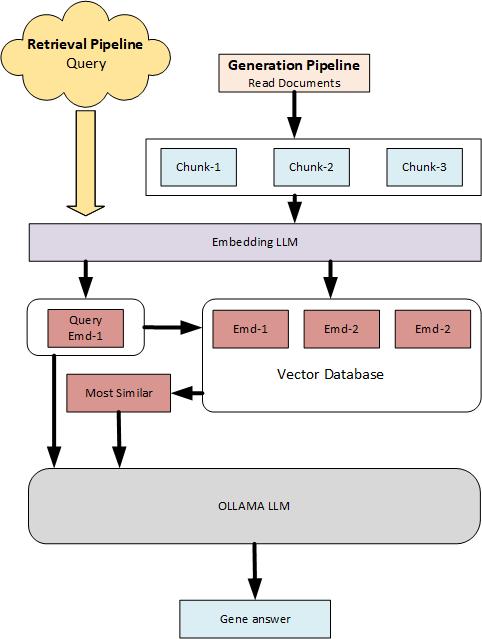 Retrieval Pipeline
Query
Generation Pipeline
Read Documents
Chunk-1
Chunk-2
Chunk-3
Embedding LLM
Query
Emd-1
Emd-1
Emd-2
Emd-2
Vector Database
Most Similar
OLLAMA LLM
Gene answer